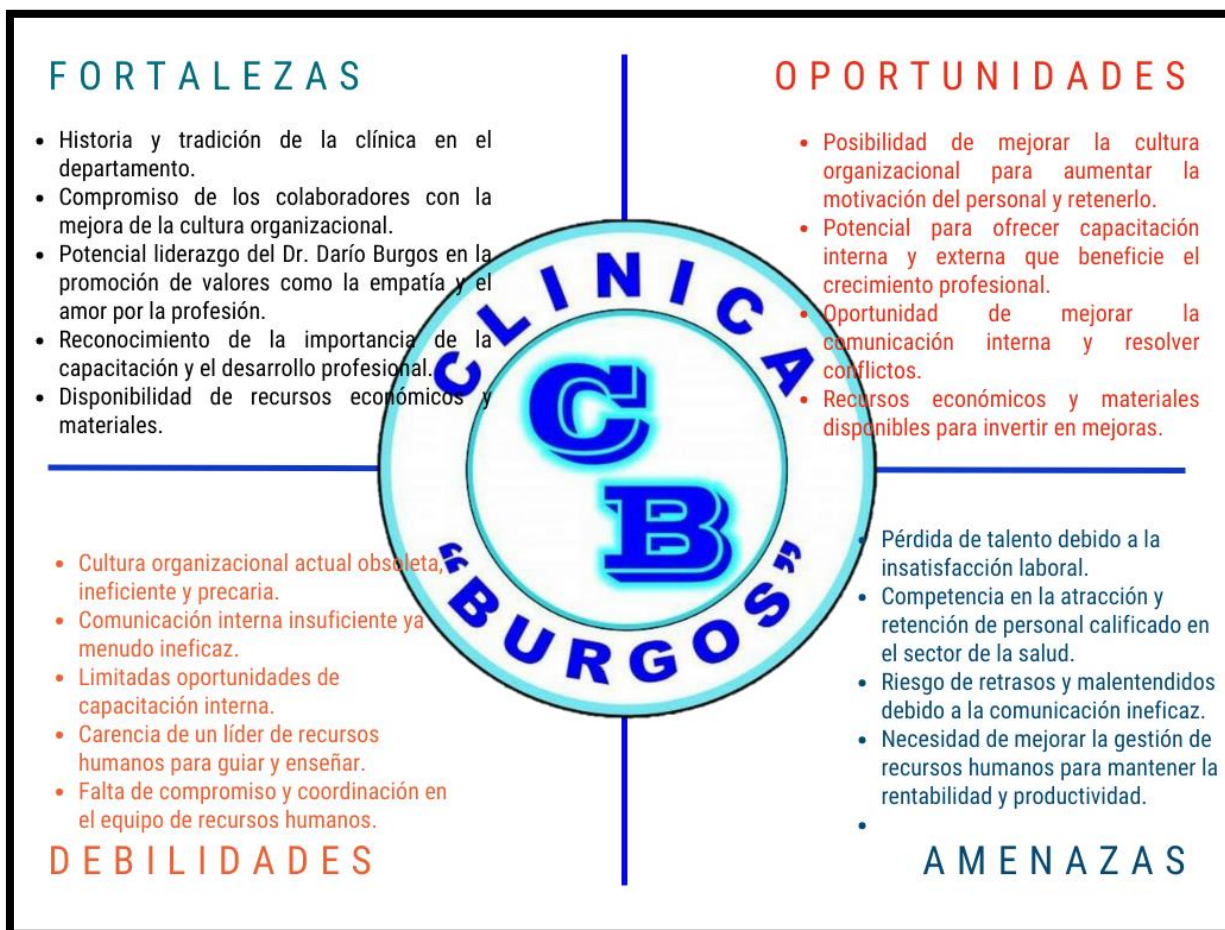 FORTALEZAS
• Historia y tradición de la clínica en el
departamento.
• Compromiso de los colaboradores con la
mejora de la cultura organizacional.
• Potencial liderazgo del Dr. Darío Burgos en la
promoción de valores como la empatía y el
amor por la profesión.
• Reconocimiento de la importancia de la
capacitación y el desarrollo profesional.
• Disponibilidad de recursos económicos y
materiales.
OPORTUNIDADES
• Posibilidad de mejorar la cultura
organizacional para aumentar la
motivación del personal y retenerlo.
• Potencial para ofrecer capacitación
interna y externa que beneficie el
crecimiento profesional.
• Oportunidad de mejorar la
comunicación interna y resolver
conflictos.
• Recursos económicos y materiales
disponibles para invertir en mejoras.
CLINICA
CB
“BURGOS”
• Cultura organizacional actual obsoleta,
ineficiente y precaria.
• Comunicación interna insuficiente ya
menudo ineficaz.
• Limitadas oportunidades de
capacitación interna.
• Carencia de un líder de recursos
humanos para guiar y enseñar.
• Falta de compromiso y coordinación en
el equipo de recursos humanos.
DEBILIDADES
• Pérdida de talento debido a la
insatisfacción laboral.
• Competencia en la atracción y
retención de personal calificado en
el sector de la salud.
• Riesgo de retrasos y malentendidos
debido a la comunicación ineficaz.
• Necesidad de mejorar la gestión de
recursos humanos para mantener la
rentabilidad y productividad.
•
AMENAZAS